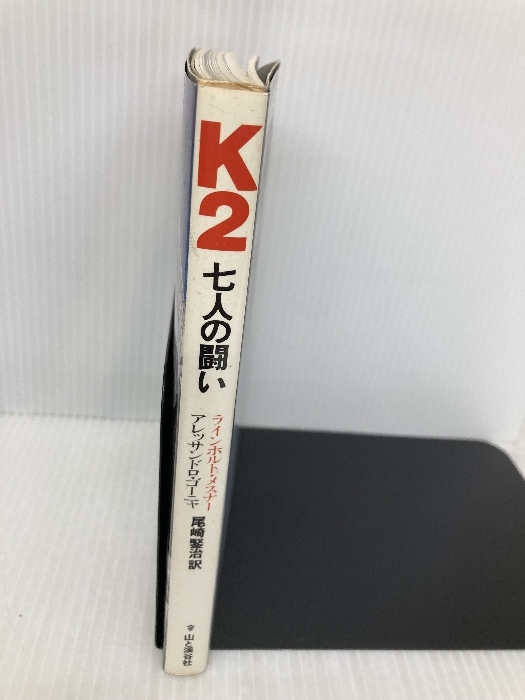 K2
七人の闘い
ラインホルト・メスナー
アレッサンドロ・ゴーニャ
尾崎鋻治訳
山と溪谷社